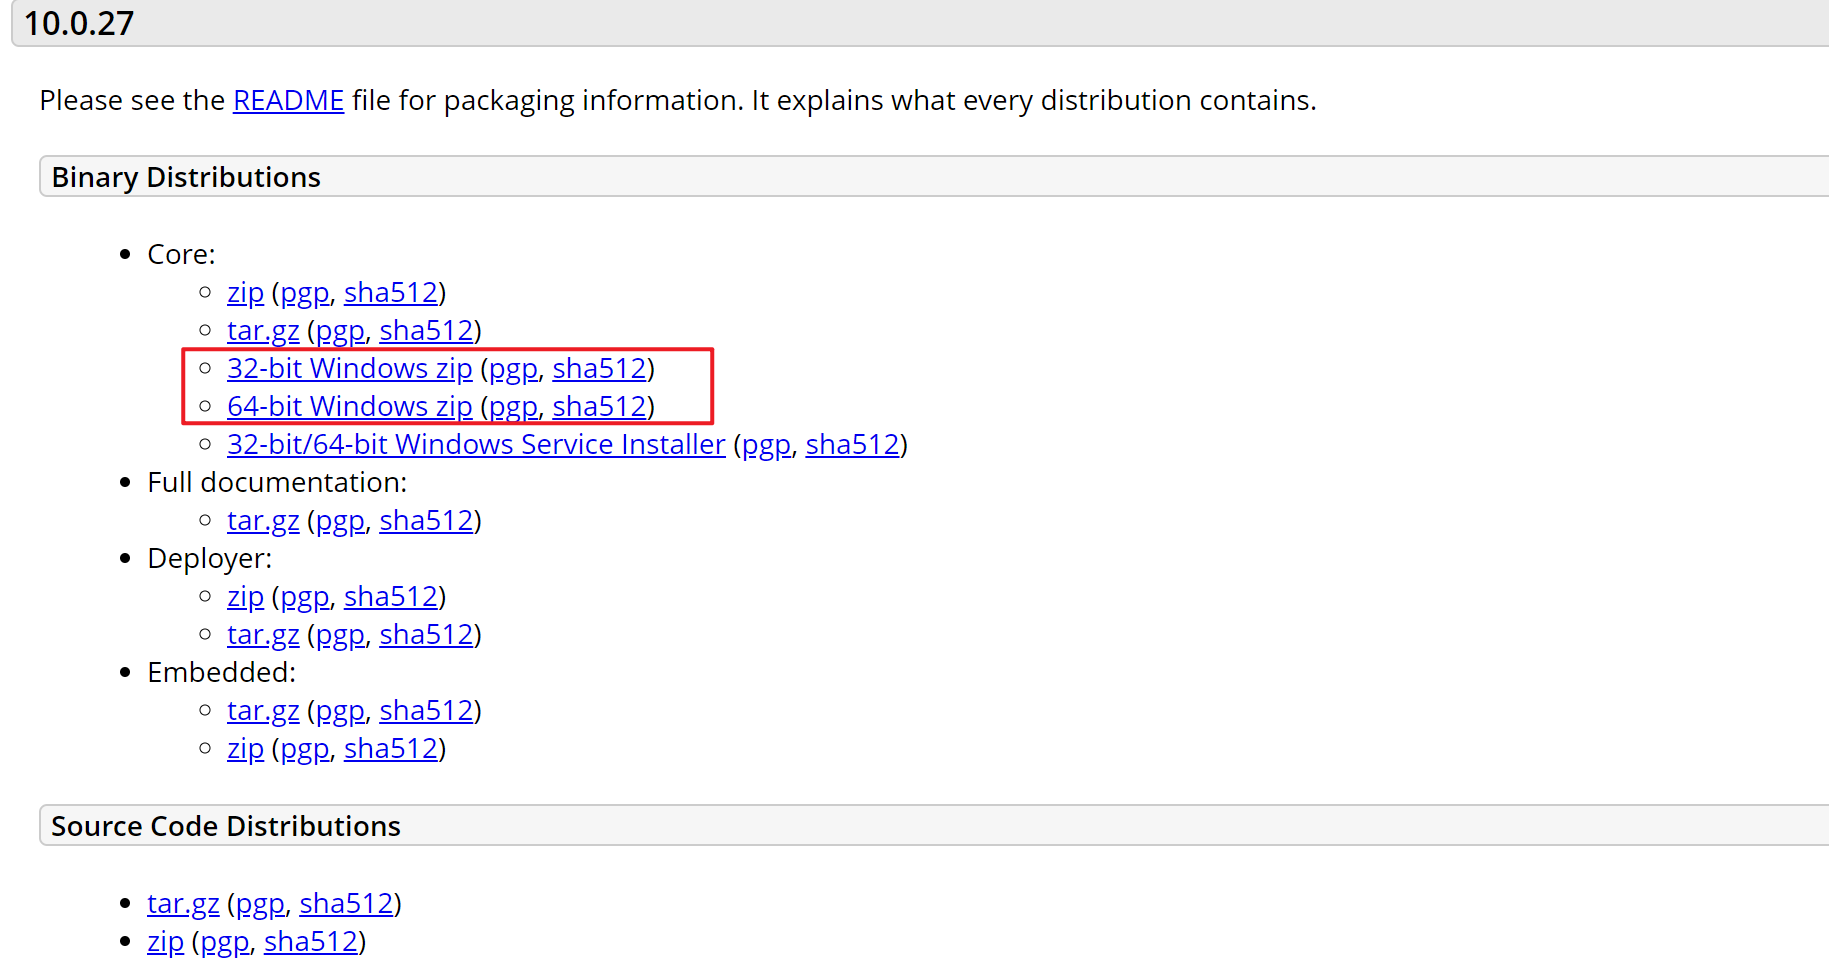 10.0.27
Please see the README file for packaging information. It explains what every distribution contains.
Binary Distributions
Core:
zip (pgp, sha512)
tar.gz (pgp, sha512)
32-bit Windows zip (pgp, sha512)
64-bit Windows zip (pgp, sha512)
32-bit/64-bit Windows Service Installer (pgp, sha512)
Full documentation:
tar.gz (pgp, sha512)
Deployer:
zip (pgp, sha512)
tar.gz (pgp, sha512)
Embedded:
tar.gz (pgp, sha512)
zip (pgp, sha512)
Source Code Distributions
tar.gz (pgp, sha512)
zip (pgp, sha512)